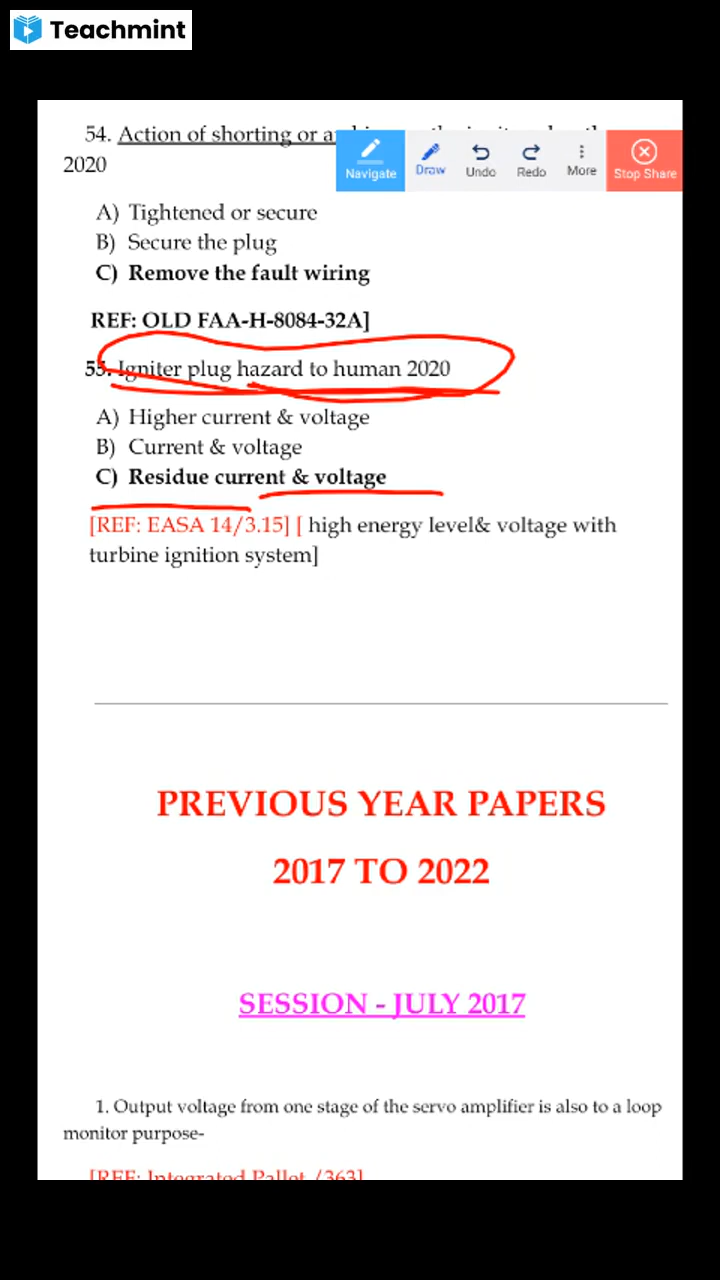 Teachmint
54. Action of shorting or a
Navigate
Draw
Undo
Redo
More
Stop Share
2020
A) Tightened or secure
B) Secure the plug
C) Remove the fault wiring
REF: OLD FAA-H-8084-32A]
55. Igniter plug hazard to human 2020
A) Higher current & voltage
B) Current & voltage
C) Residue current & voltage
[REF: EASA 14/3.15] [ high energy level& voltage with
turbine ignition system]
PREVIOUS YEAR PAPERS
2017 TO 2022
SESSION - JULY 2017
1. Output voltage from one stage of the servo amplifier is also to a loop
monitor purpose-
[REF: Integrated Pallet /363]